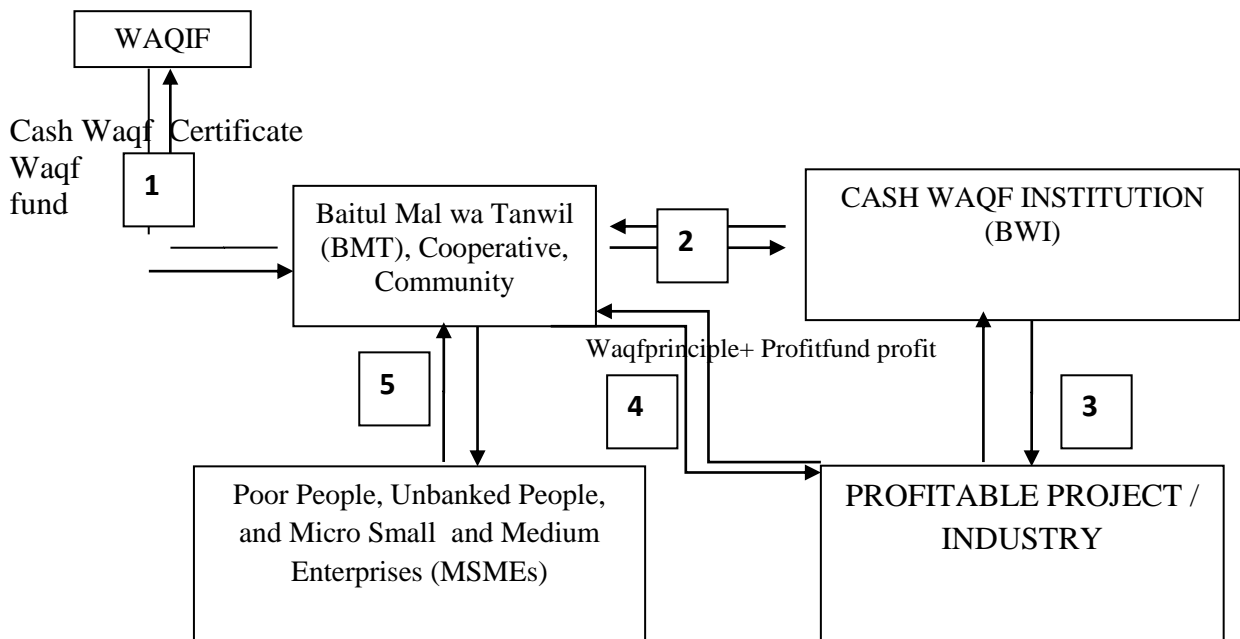 WAQIF
Cash Waqf Certificate
Waqf
fund
1
Baitul Mal wa Tanwil
(BMT), Cooperative,
Community
2
CASH WAQF INSTITUTION
(BWI)
Waqfprinciple+ Profitfund profit
5
4
3
Poor People, Unbanked People,
and Micro Small and Medium
Enterprises (MSMEs)
PROFITABLE PROJECT /
INDUSTRY